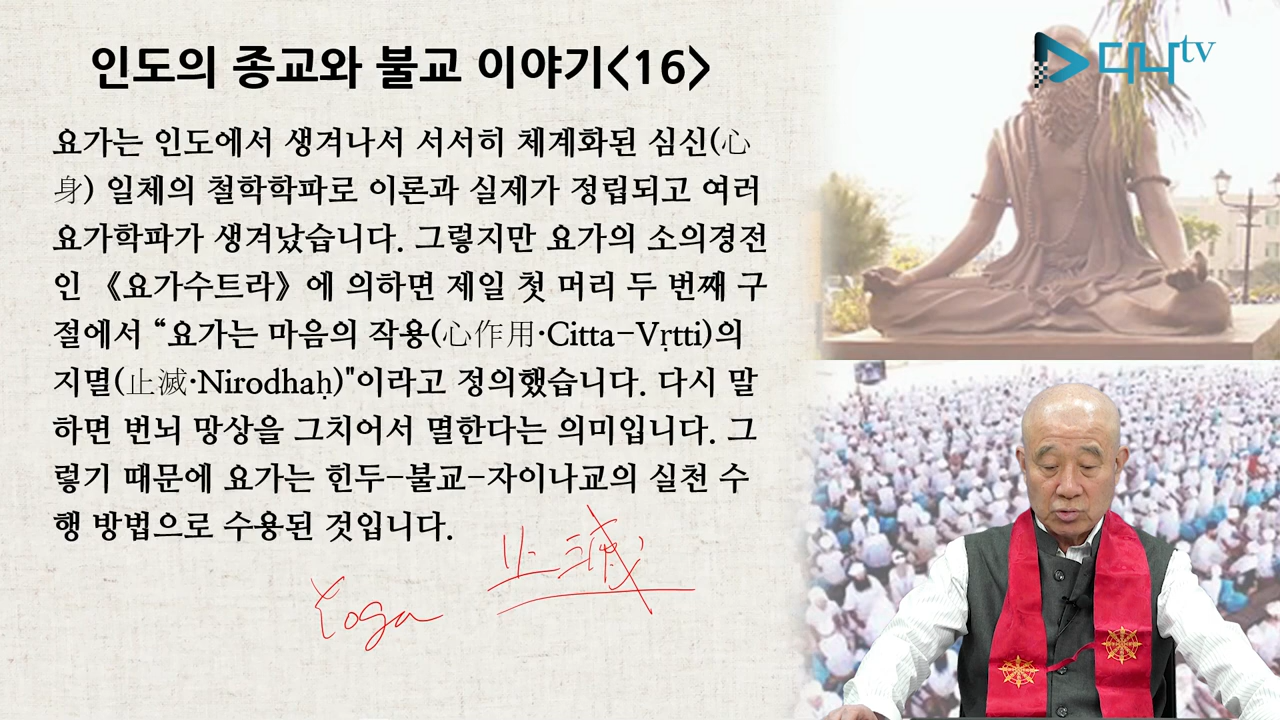 인도의 종교와 불교 이야기<16>
요가는 인도에서 생겨나서 서서히 체계화된 심신(心
身) 일체의 철학학파로 이론과 실제가 정립되고 여러
요가학파가 생겨났습니다. 그렇지만 요가의 소의경전
인 《요가수트라》에 의하면 제일 첫 머리 두 번째 구
절에서 “요가는 마음의 작용(心作用·Citta-Vṛtti)의
지멸(止滅·Nirodhaḥ)"이라고 정의했습니다. 다시 말
하면 번뇌 망상을 그치어서 멸한다는 의미입니다. 그
렇기 때문에 요가는 힌두-불교-자이나교의 실천 수
행 방법으로 수용된 것입니다.
止滅
Yoga
tv